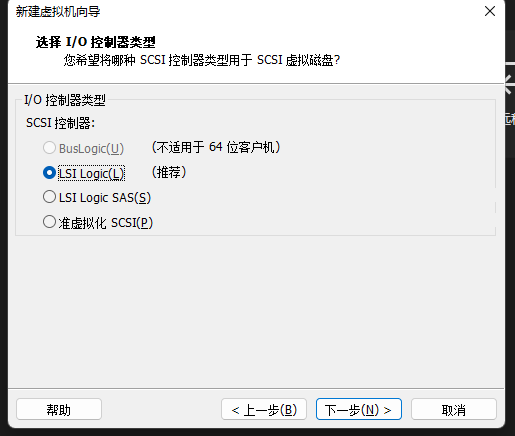 新建虚拟机向导
选择 I/O 控制器类型
您希望将哪种 SCSI 控制器类型用于 SCSI 虚拟磁盘?
I/O 控制器类型
SCSI 控制器:
BusLogic(U) (不适用于 64 位客户机)
LSI Logic(L) (推荐)
LSI Logic SAS(S)
准虚拟化 SCSI(P)
帮助 < 上一步(B) 下一步(N) > 取消